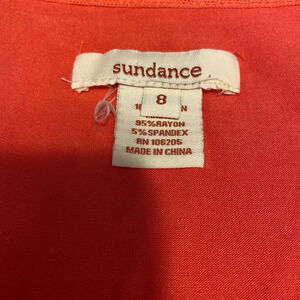 sundance
8
95%RAYON
5%SPANDEX
RN 106205
MADE IN CHINA